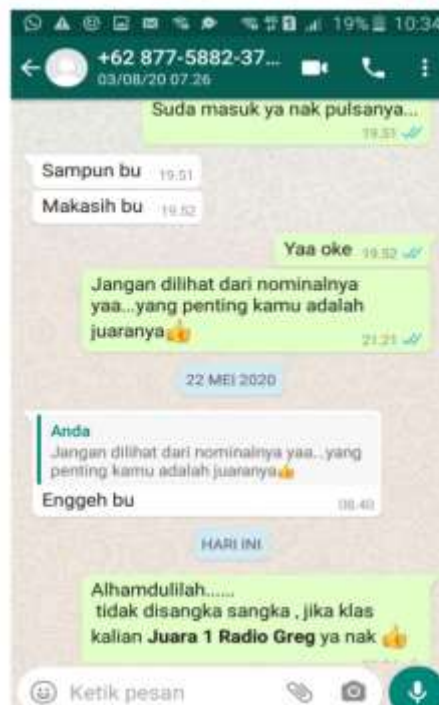 19% 10:34
+62 877-5882-37...
03/08/20 07.26
Suda masuk ya nak pulsanya...
19.51
Sampun bu 19.51
Makasih bu 19.52
Yaa oke 19.52
Jangan dilihat dari nominalnya
yaa...yang penting kamu adalah
juaranya👍
21.21
22 MEI 2020
Anda
Jangan dilihat dari nominalnya yaa..yang
penting kamu adalah juaranya👍
Enggeh bu
08.40
HARI INI
Alhamdulilah......
tidak disangka sangka , jika klas
kalian Juara 1 Radio Greg ya nak 👍
Ketik pesan